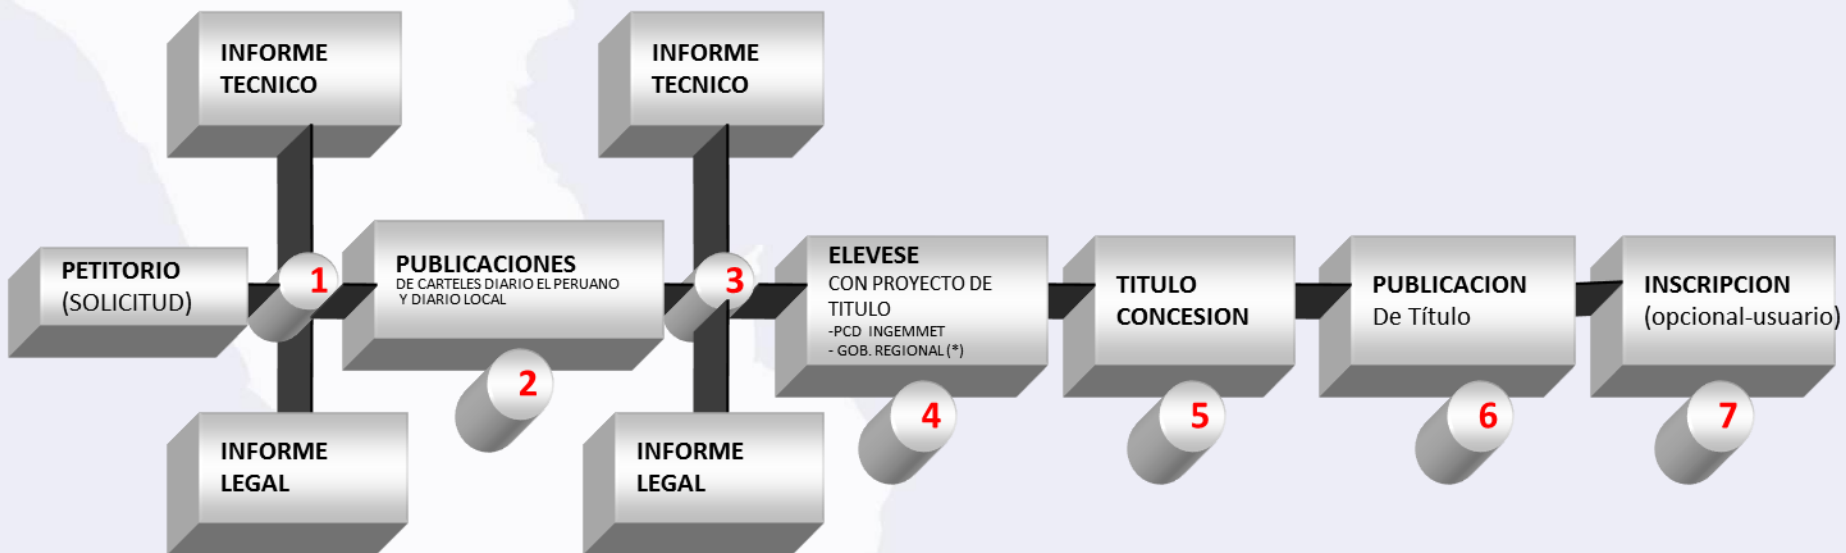 INFORME
TECNICO
INFORME
TECNICO
PETITORIO
(SOLICITUD)
1
PUBLICACIONES
DE CARTELES DIARIO EL PERUANO
Y DIARIO LOCAL
2
3
ELEVESE
CON PROYECTO DE
TITULO
-PCD INGEMMET
- GOB. REGIONAL (*)
4
TITULO
CONCESION
5
PUBLICACION
De Título
6
INSCRIPCION
(opcional-usuario)
7
INFORME
LEGAL
INFORME
LEGAL